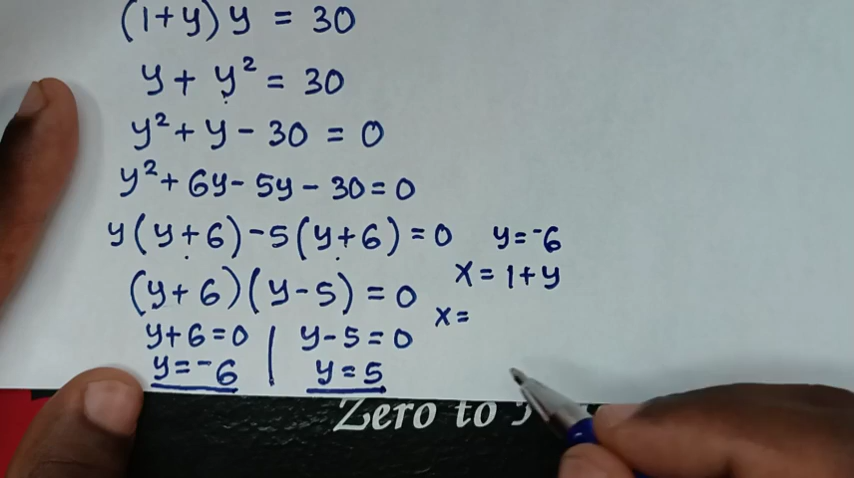 (1+y)y = 30
y + y² = 30
y² + y - 30 = 0
y² + 6y - 5y - 30 = 0
y(y+6) - 5(y+6) = 0
(y+6)(y-5) = 0
y+6=0 | y-5=0
y=⁻6 | y=5
y=⁻6
x = 1+y
x =
Zero to